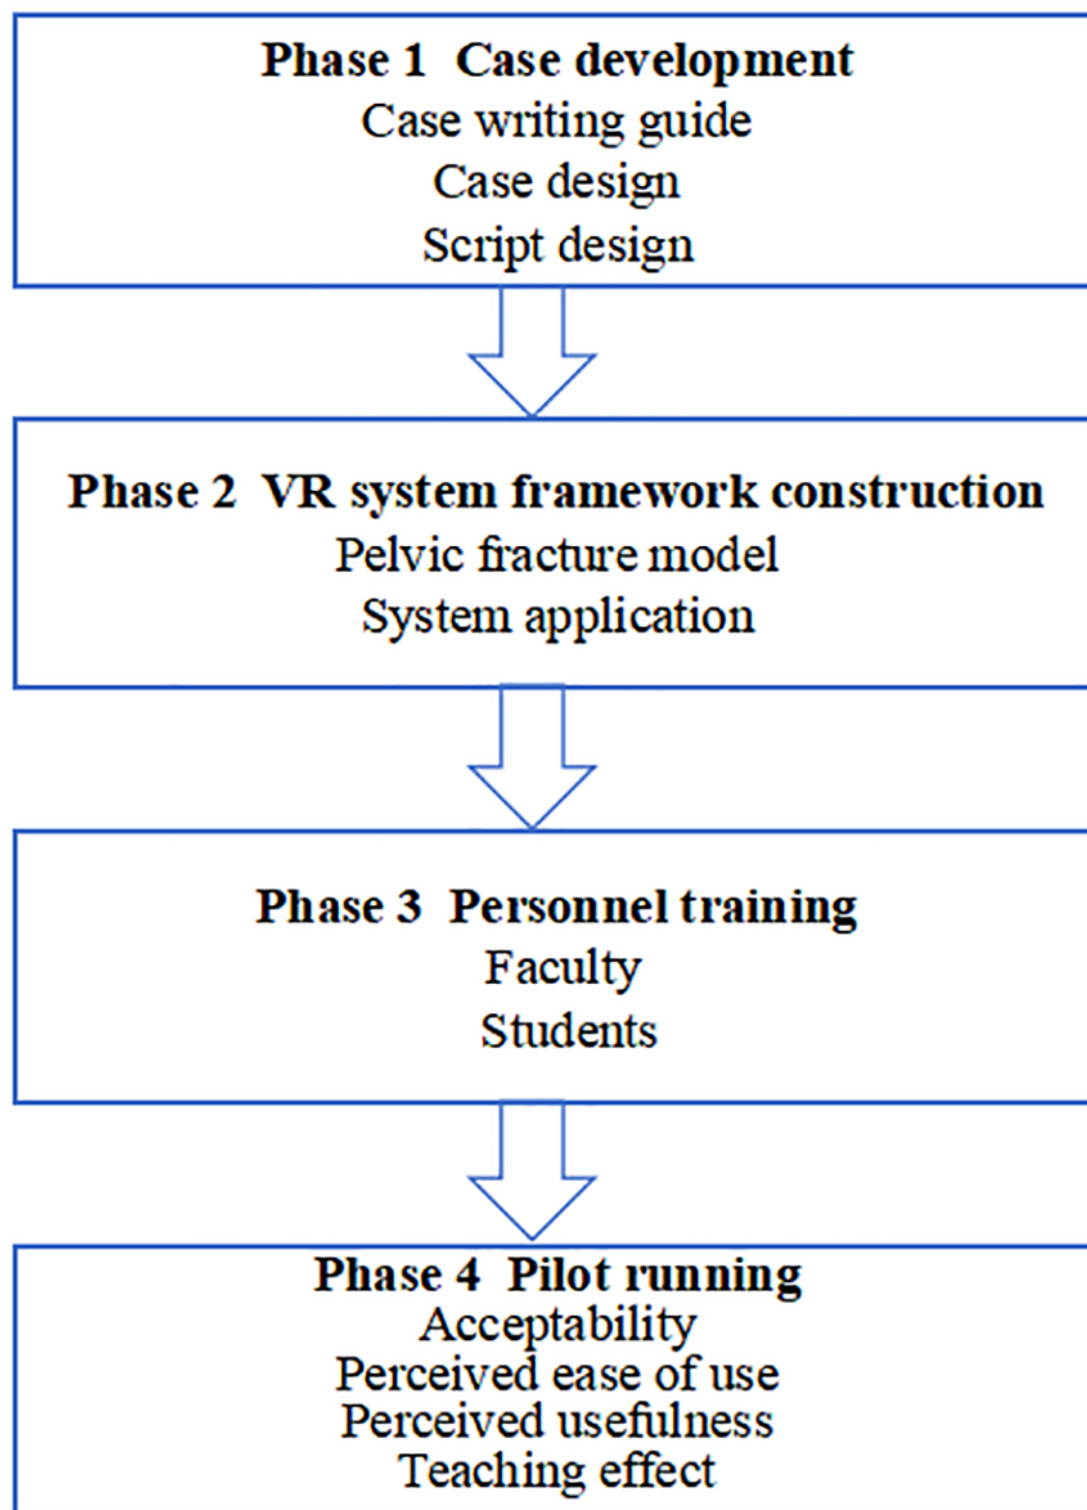 Phase 1  Case development
Case writing guide
Case design
Script design
Phase 2  VR system framework construction
Pelvic fracture model
System application
Phase 3  Personnel training
Faculty
Students
Phase 4  Pilot running
Acceptability
Perceived ease of use
Perceived usefulness
Teaching effect